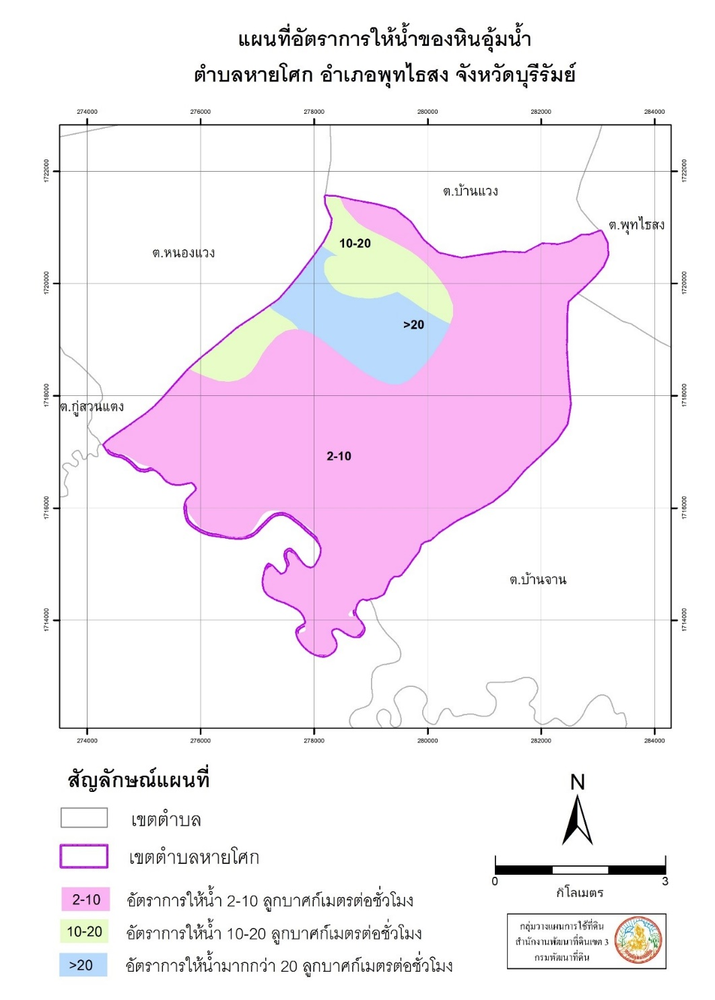 แผนที่อัตราการให้น้ำของหินอุ้มน้ำ
ตำบลหายโศก อำเภอพุทไธสง จังหวัดบุรีรัมย์
274000 276000 278000 280000 282000 284000
1722000 1722000
ต.บ้านแวง
ต.พุทไธสง
10-20
ต.หนองแวง
1720000 1720000
>20
1718000 1718000
ต.กู่สวนแตง
2-10
1716000 1716000
ต.บ้านจาน
1714000 1714000
274000 276000 278000 280000 282000 284000
สัญลักษณ์แผนที่
เขตตำบล
เขตตำบลหายโศก
2-10 อัตราการให้น้ำ 2-10 ลูกบาศก์เมตรต่อชั่วโมง
10-20 อัตราการให้น้ำ 10-20 ลูกบาศก์เมตรต่อชั่วโมง
>20 อัตราการให้น้ำมากกว่า 20 ลูกบาศก์เมตรต่อชั่วโมง
N
0 3
กิโลเมตร
กลุ่มวางแผนการใช้ที่ดิน
สำนักงานพัฒนาที่ดินเขต 3
กรมพัฒนาที่ดิน